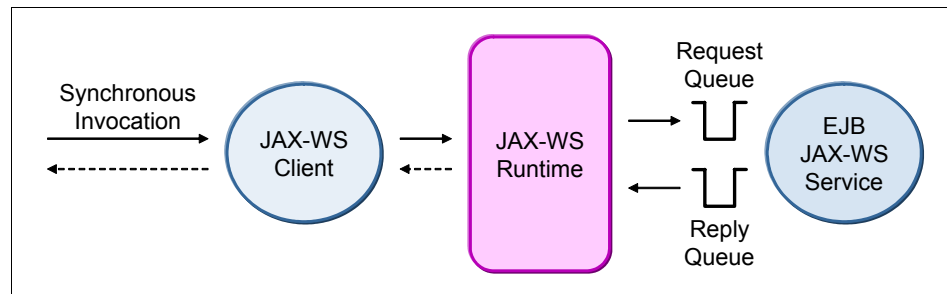 Synchronous
Invocation
JAX-WS
Client
JAX-WS
Runtime
Request
Queue
Reply
Queue
EJB
JAX-WS
Service